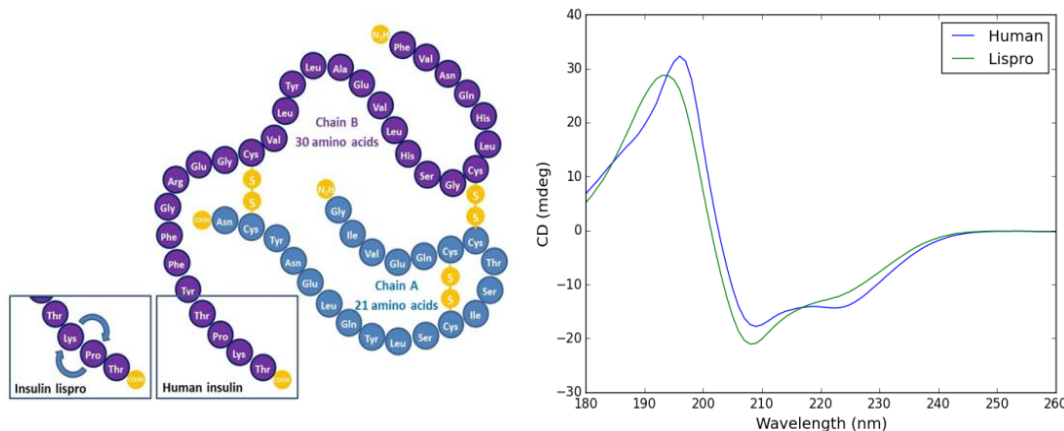 N₂H
Phe
Val
Asn
Gln
His
Leu
Cys
Gly
Ser
His
Leu
Val
Glu
Ala
Leu
Tyr
Leu
Val
Cys
Gly
Glu
Arg
Gly
Phe
Phe
Tyr
Thr
Pro
Lys
Thr
COOH
Chain B
30 amino acids
S
S
S
S
N₂H
Gly
Ile
Val
Glu
Gln
Cys
Cys
Thr
Ser
Ile
Cys
Ser
Leu
Tyr
Gln
Leu
Glu
Asn
Tyr
Cys
Asn
COOH
S
S
Chain A
21 amino acids
Thr
Lys
Pro
Thr
COOH
Insulin lispro
Human insulin
40
30
20
10
0
−10
−20
−30
CD (mdeg)
Human
Lispro
180 190 200 210 220 230 240 250 260
Wavelength (nm)